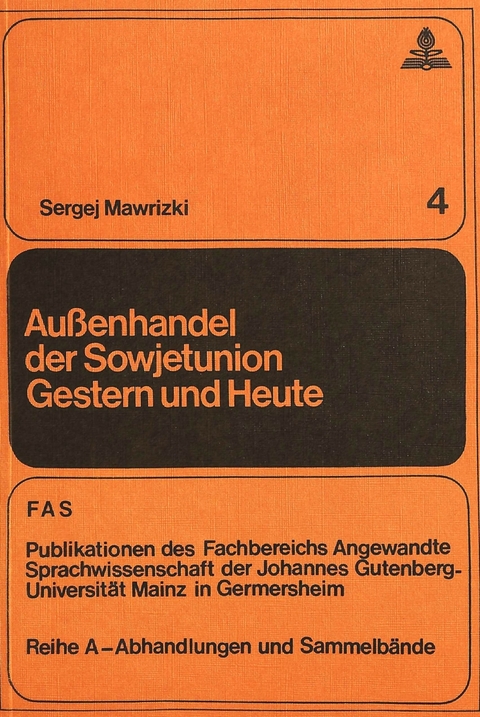 Sergej Mawrizki
4
Außenhandel
der Sowjetunion
Gestern und Heute
FAS
Publikationen des Fachbereichs Angewandte
Sprachwissenschaft der Johannes Gutenberg-
Universität Mainz in Germersheim
Reihe A – Abhandlungen und Sammelbände